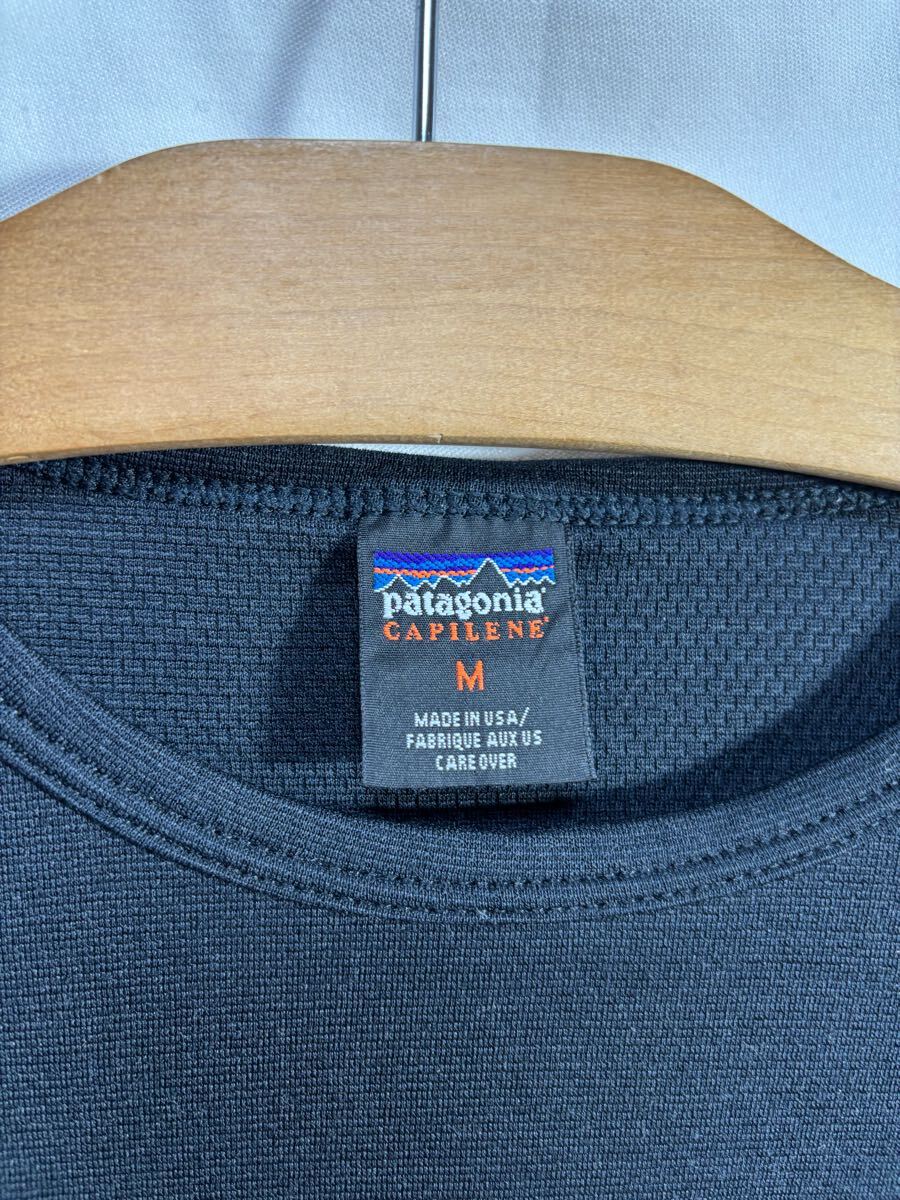 patagonia®
CAPILENE®
M
MADE IN USA/
FABRIQUE AUX US
CARE OVER